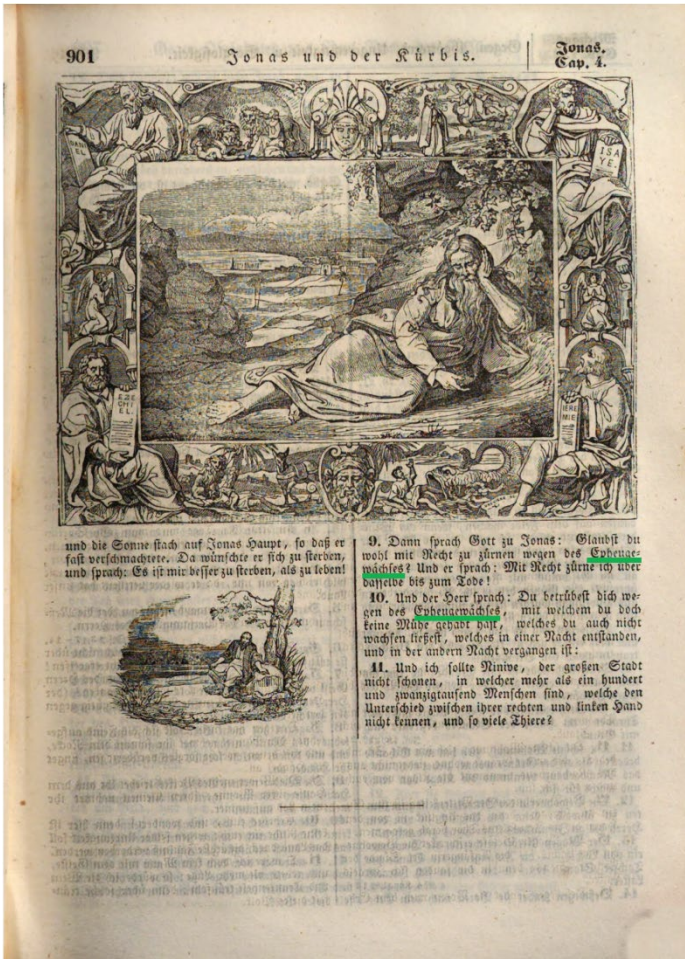 901
Jonas und der Kürbis.
Jonas.
Cap. 4.
DANI
EL
ISA
YE.
EZE
CHI
EL.
IERE
MIE.
und die Sonne stach auf Jonas Haupt, so daß er
fast verschmachtete. Da wünschte er sich zu sterben,
und sprach: Es ist mir besser zu sterben, als zu leben!
9. Dann sprach Gott zu Jonas: Glaubst du
wohl mit Recht zu zürnen wegen des Epheuge-
wächses? Und er sprach: Mit Recht zürne ich über
dasselbe bis zum Tode!
10. Und der Herr sprach: Du betrübest dich we-
gen des Epheugewächses, mit welchem du doch
keine Mühe gehabt hast, welches du auch nicht
wachsen ließest, welches in einer Nacht entstanden,
und in der andern Nacht vergangen ist:
11. Und ich sollte Ninive, der großen Stadt
nicht schonen, in welcher mehr als ein hundert
und zwanzigtausend Menschen sind, welche den
Unterschied zwischen ihrer rechten und linken Hand
nicht kennen, und so viele Thiere?